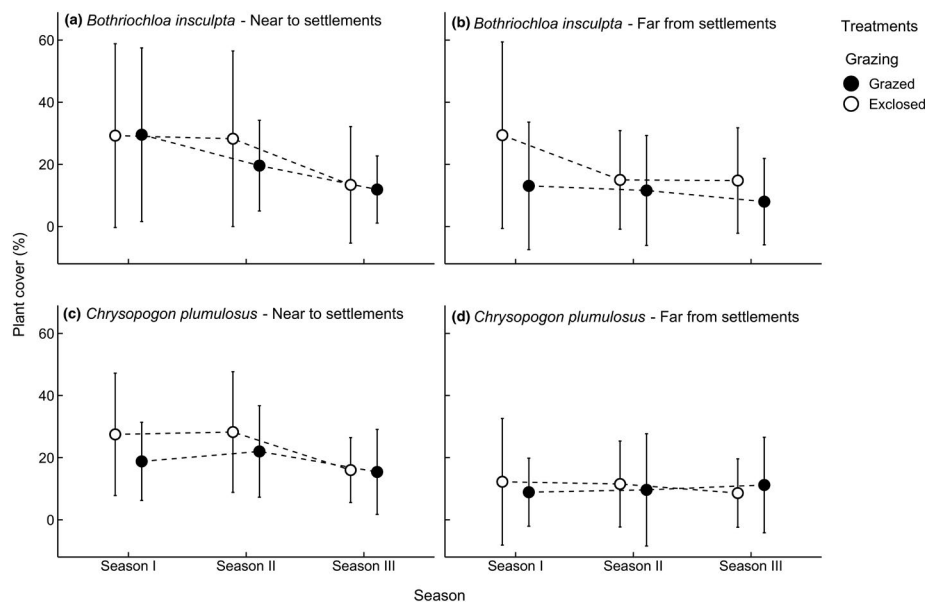 (a) Bothriochloa insculpta - Near to settlements
(b) Bothriochloa insculpta - Far from settlements
Treatments
Grazing
Grazed
Exclosed
60
40
20
0
Plant cover (%)
(c) Chrysopogon plumulosus - Near to settlements
(d) Chrysopogon plumulosus - Far from settlements
60
40
20
0
Season I
Season II
Season III
Season I
Season II
Season III
Season